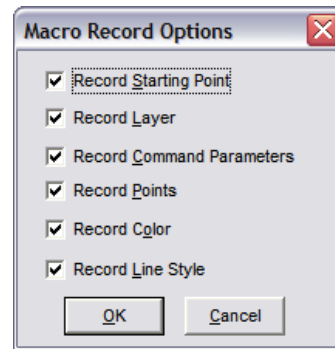 Macro Record Options
Record Starting Point
Record Layer
Record Command Parameters
Record Points
Record Color
Record Line Style
OK
Cancel